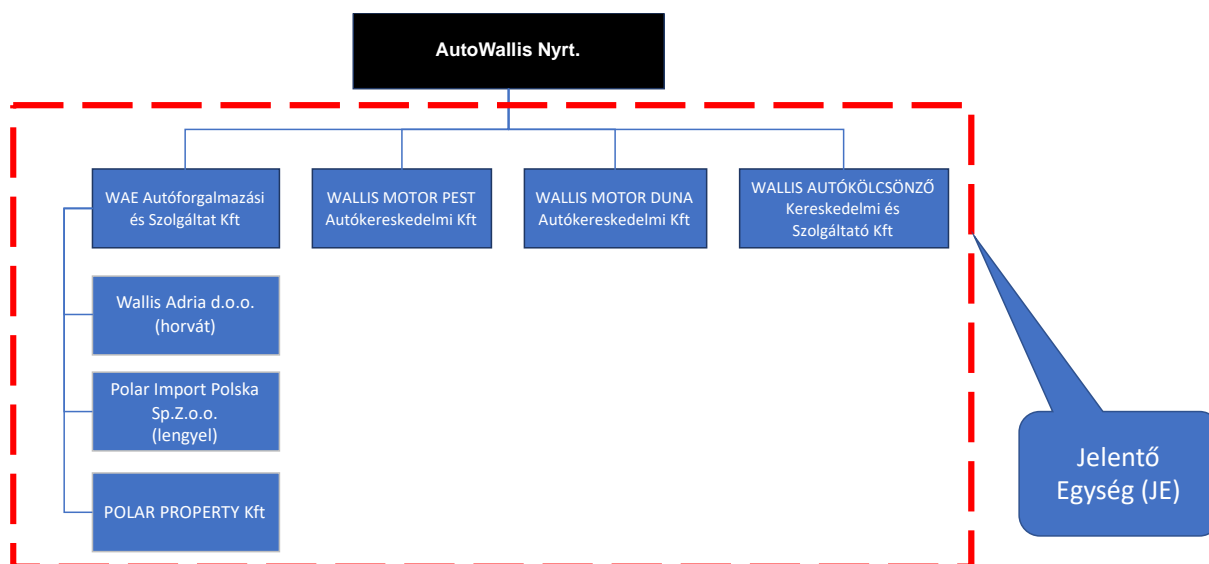 AutoWallis Nyrt.
WAE Autóforgalmazási
és Szolgáltat Kft
WALLIS MOTOR PEST
Autókereskedelmi Kft
WALLIS MOTOR DUNA
Autókereskedelmi Kft
WALLIS AUTÓKÖLCSÖNZŐ
Kereskedelmi és
Szolgáltató Kft
Wallis Adria d.o.o.
(horvát)
Polar Import Polska
Sp.Z.o.o.
(lengyel)
POLAR PROPERTY Kft
Jelentő
Egység (JE)